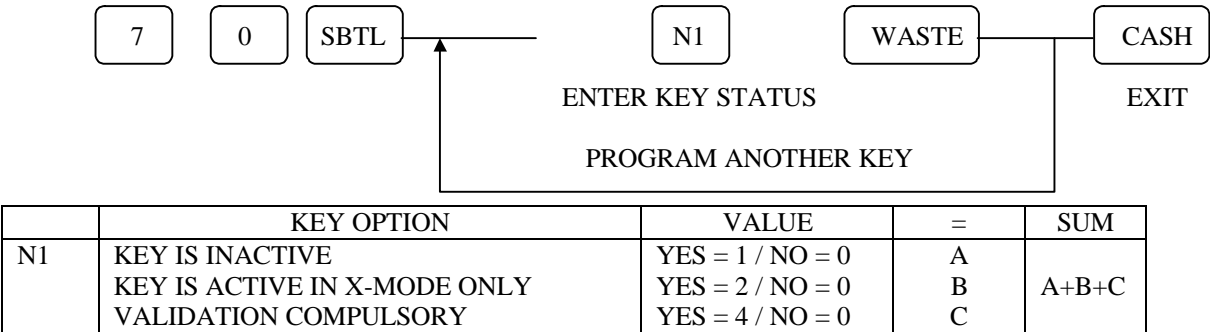 7 0 SBTL N1 WASTE CASH
ENTER KEY STATUS EXIT
PROGRAM ANOTHER KEY
KEY OPTION VALUE = SUM
N1 KEY IS INACTIVE YES = 1 / NO = 0 A
KEY IS ACTIVE IN X-MODE ONLY YES = 2 / NO = 0 B A+B+C
VALIDATION COMPULSORY YES = 4 / NO = 0 C